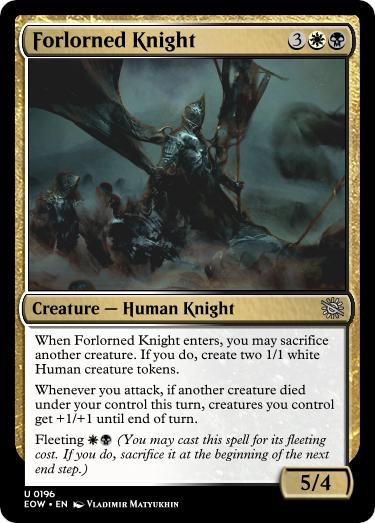 Forlorned Knight 3
Creature — Human Knight
When Forlorned Knight enters, you may sacrifice
another creature. If you do, create two 1/1 white
Human creature tokens.
Whenever you attack, if another creature died
under your control this turn, creatures you control
get +1/+1 until end of turn.
Fleeting (You may cast this spell for its fleeting
cost. If you do, sacrifice it at the beginning of the next
end step.)
5/4
U 0196
EOW • EN Vladimir Matyukhin